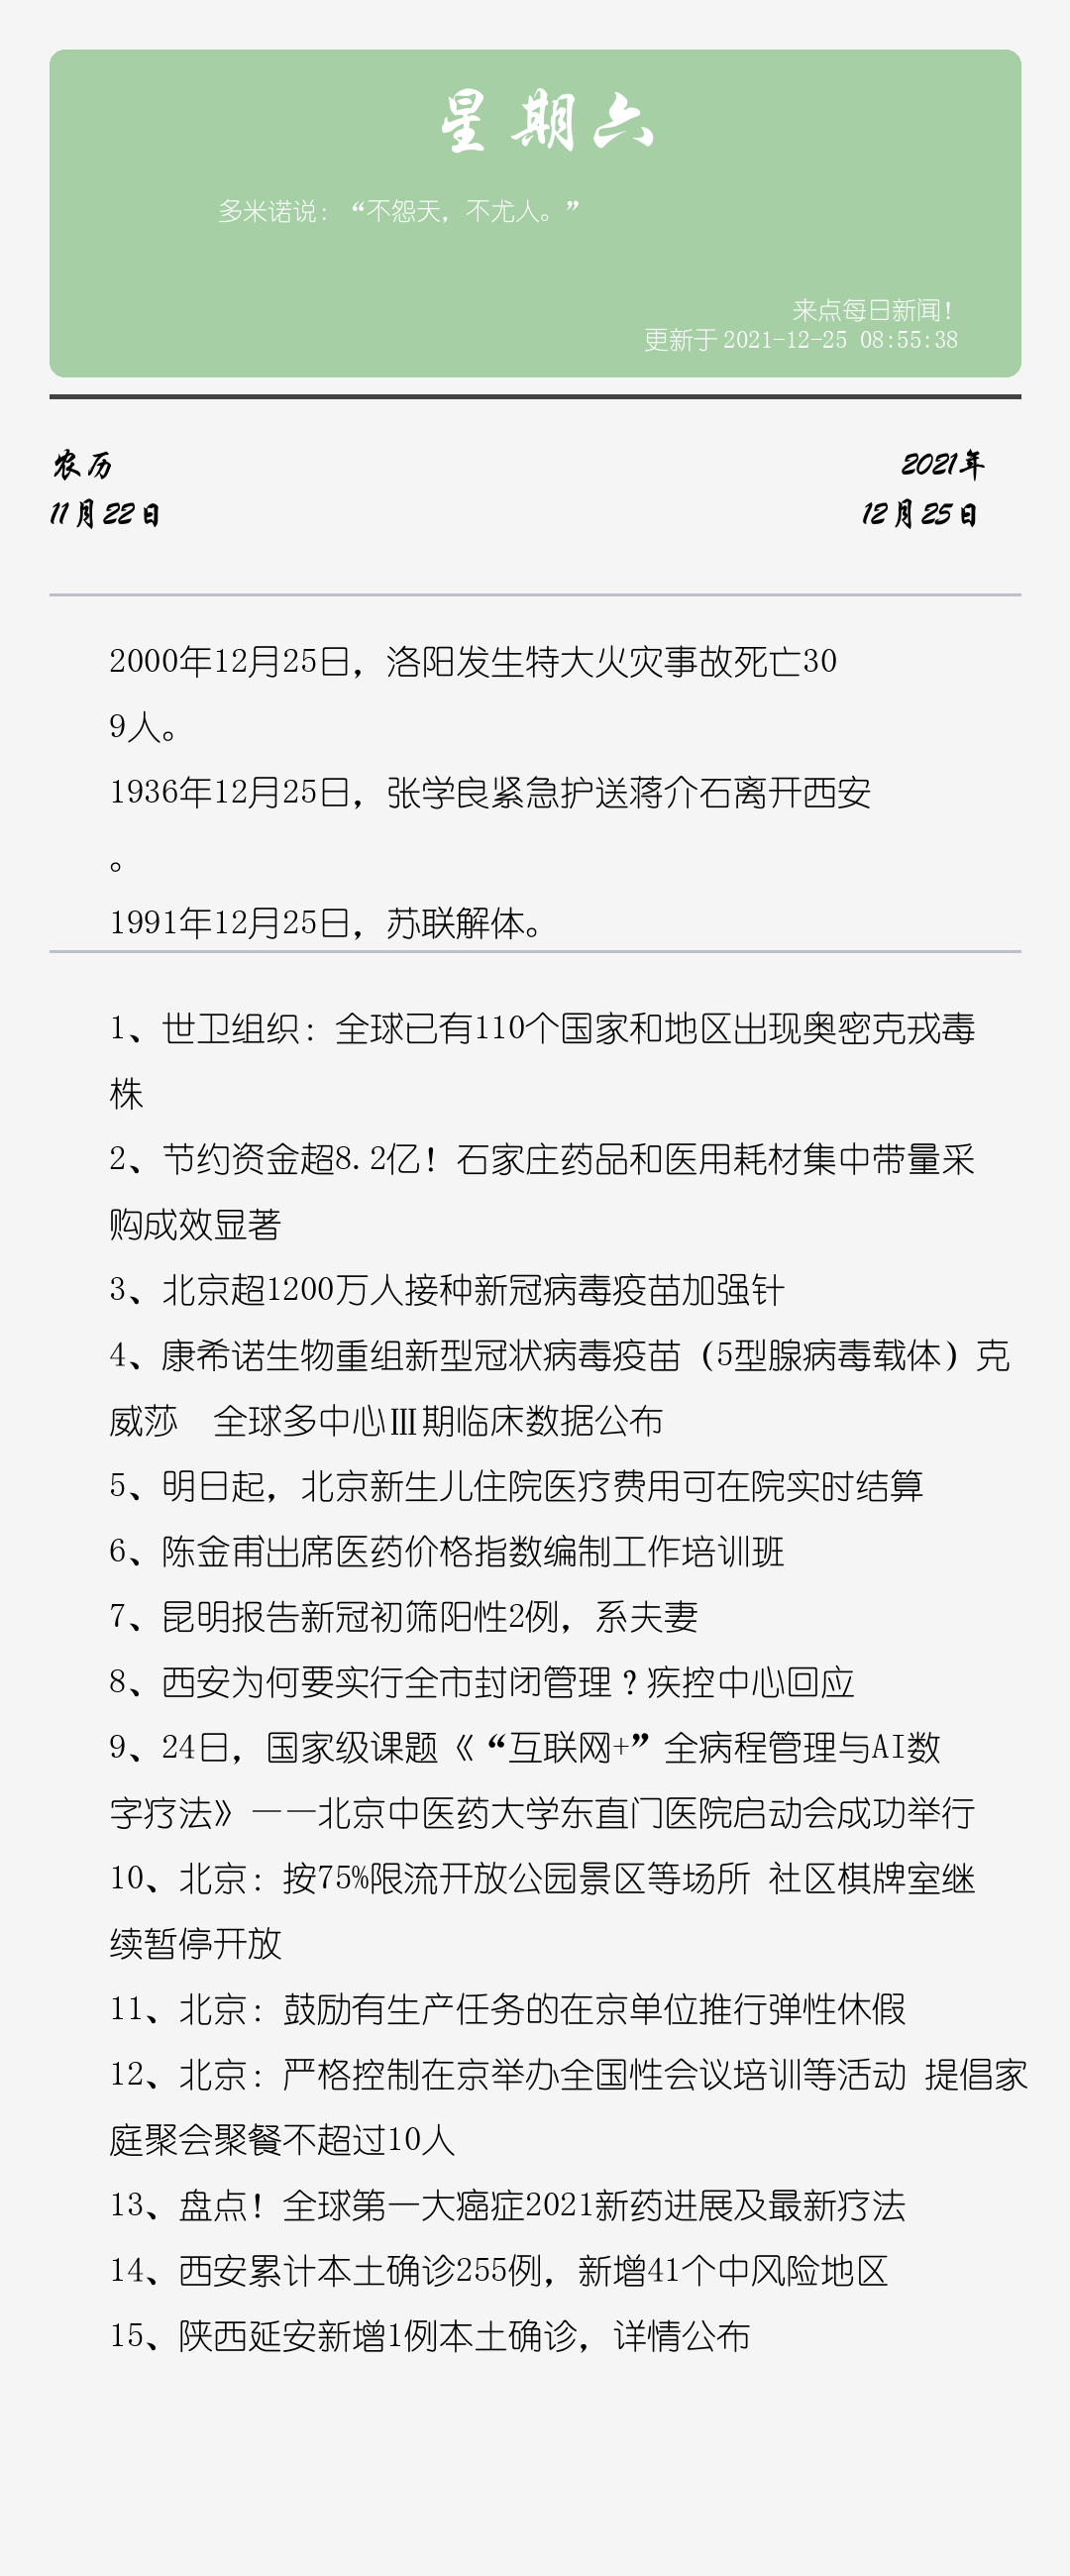 星期六
多米诺说：“不怨天，不尤人。”
来点每日新闻！
更新于 2021-12-25 08:55:38
农历
2021年
11月22日
12月25日
2000年12月25日，洛阳发生特大火灾事故死亡30
9人。
1936年12月25日，张学良紧急护送蒋介石离开西安
。
1991年12月25日，苏联解体。
1、世卫组织：全球已有110个国家和地区出现奥密克戎毒
株
2、节约资金超8.2亿！石家庄药品和医用耗材集中带量采
购成效显著
3、北京超1200万人接种新冠病毒疫苗加强针
4、康希诺生物重组新型冠状病毒疫苗（5型腺病毒载体）克
威莎　全球多中心Ⅲ期临床数据公布
5、明日起，北京新生儿住院医疗费用可在院实时结算
6、陈金甫出席医药价格指数编制工作培训班
7、昆明报告新冠初筛阳性2例，系夫妻
8、西安为何要实行全市封闭管理？疾控中心回应
9、24日，国家级课题《“互联网+”全病程管理与AI数
字疗法》——北京中医药大学东直门医院启动会成功举行
10、北京：按75%限流开放公园景区等场所 社区棋牌室继
续暂停开放
11、北京：鼓励有生产任务的在京单位推行弹性休假
12、北京：严格控制在京举办全国性会议培训等活动 提倡家
庭聚会聚餐不超过10人
13、盘点！全球第一大癌症2021新药进展及最新疗法
14、西安累计本土确诊255例，新增41个中风险地区
15、陕西延安新增1例本土确诊，详情公布